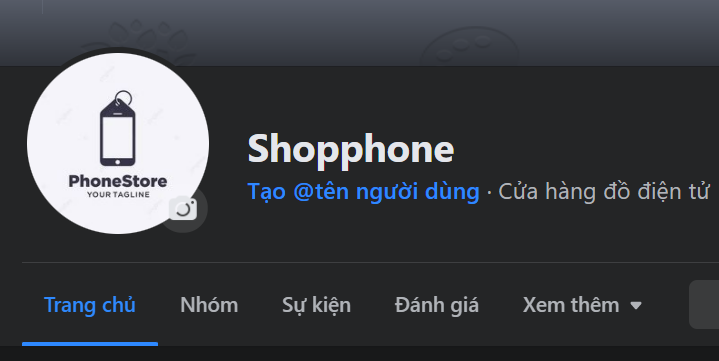 PhoneStore
YOUR TAGLINE
Shopphone
Tạo @tên người dùng · Cửa hàng đồ điện tử
Trang chủ Nhóm Sự kiện Đánh giá Xem thêm